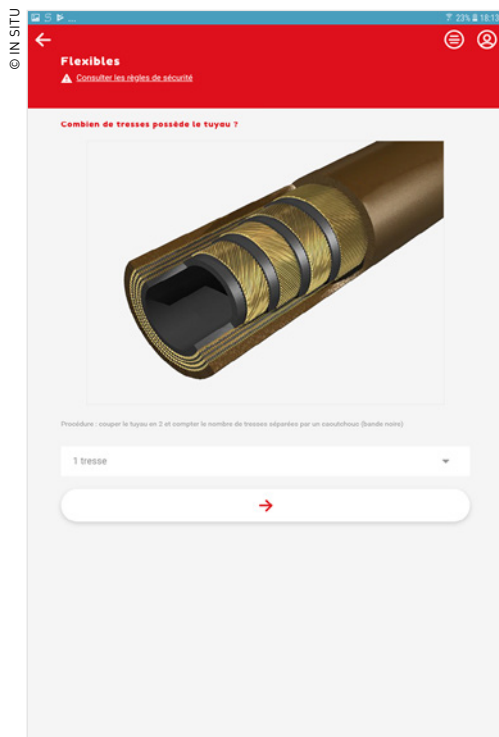 © IN SITU
23% 18:13
Flexibles
Consulter les règles de sécurité
Combien de tresses possède le tuyau ?
Procédure : couper le tuyau en 2 et compter le nombre de tresses séparées par un caoutchouc (bande noire)
1 tresse